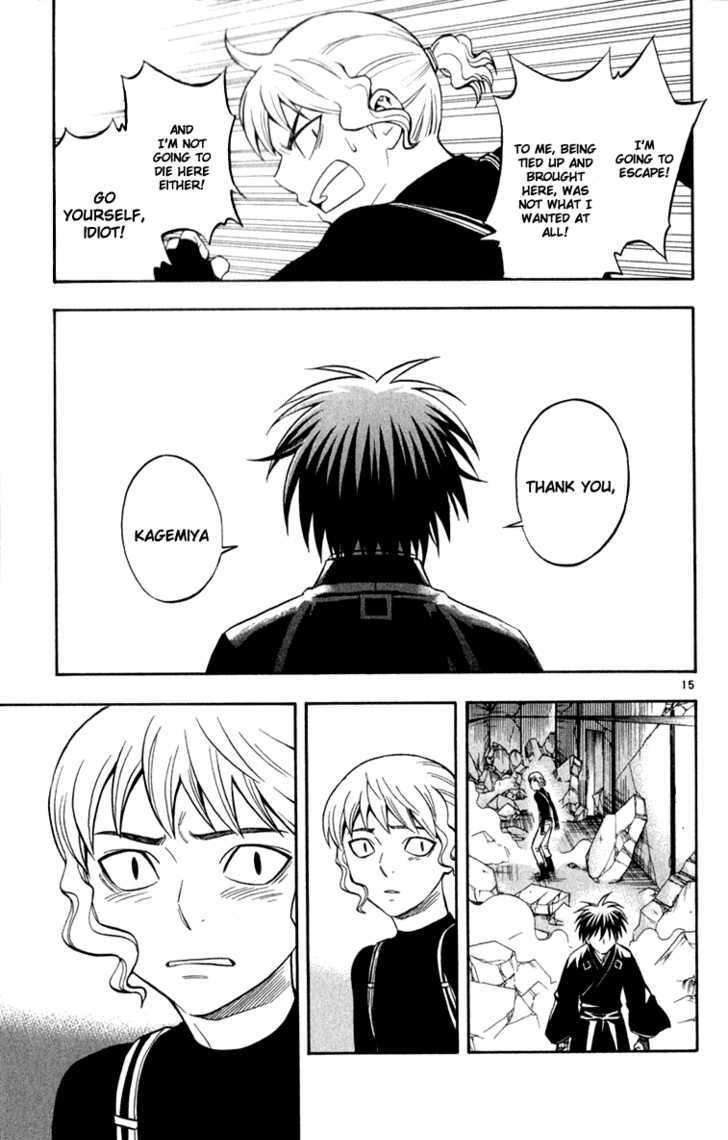 I'M
GOING TO
ESCAPE!
TO ME, BEING
TIED UP AND
BROUGHT
HERE, WAS
NOT WHAT I
WANTED AT
ALL!
AND
I'M NOT
GOING TO
DIE HERE
EITHER!
GO
YOURSELF,
IDIOT!
THANK YOU,
KAGEMIYA
15